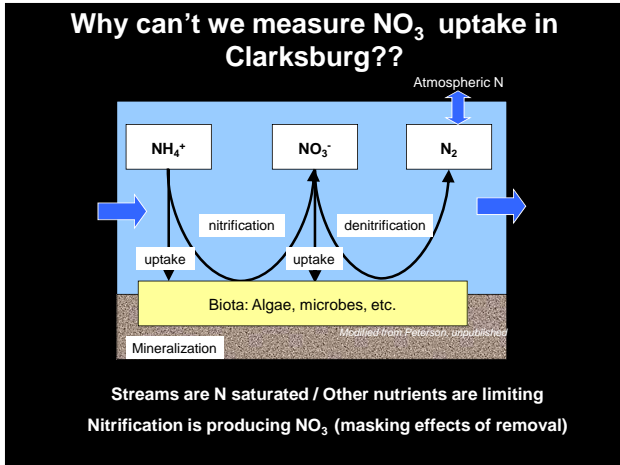 Why can't we measure NO₃ uptake in
Clarksburg??
Atmospheric N
NH₄⁺
NO₃⁻
N₂
nitrification
denitrification
uptake
uptake
Biota: Algae, microbes, etc.
Modified from Peterson, unpublished
Mineralization
Streams are N saturated / Other nutrients are limiting
Nitrification is producing NO₃ (masking effects of removal)